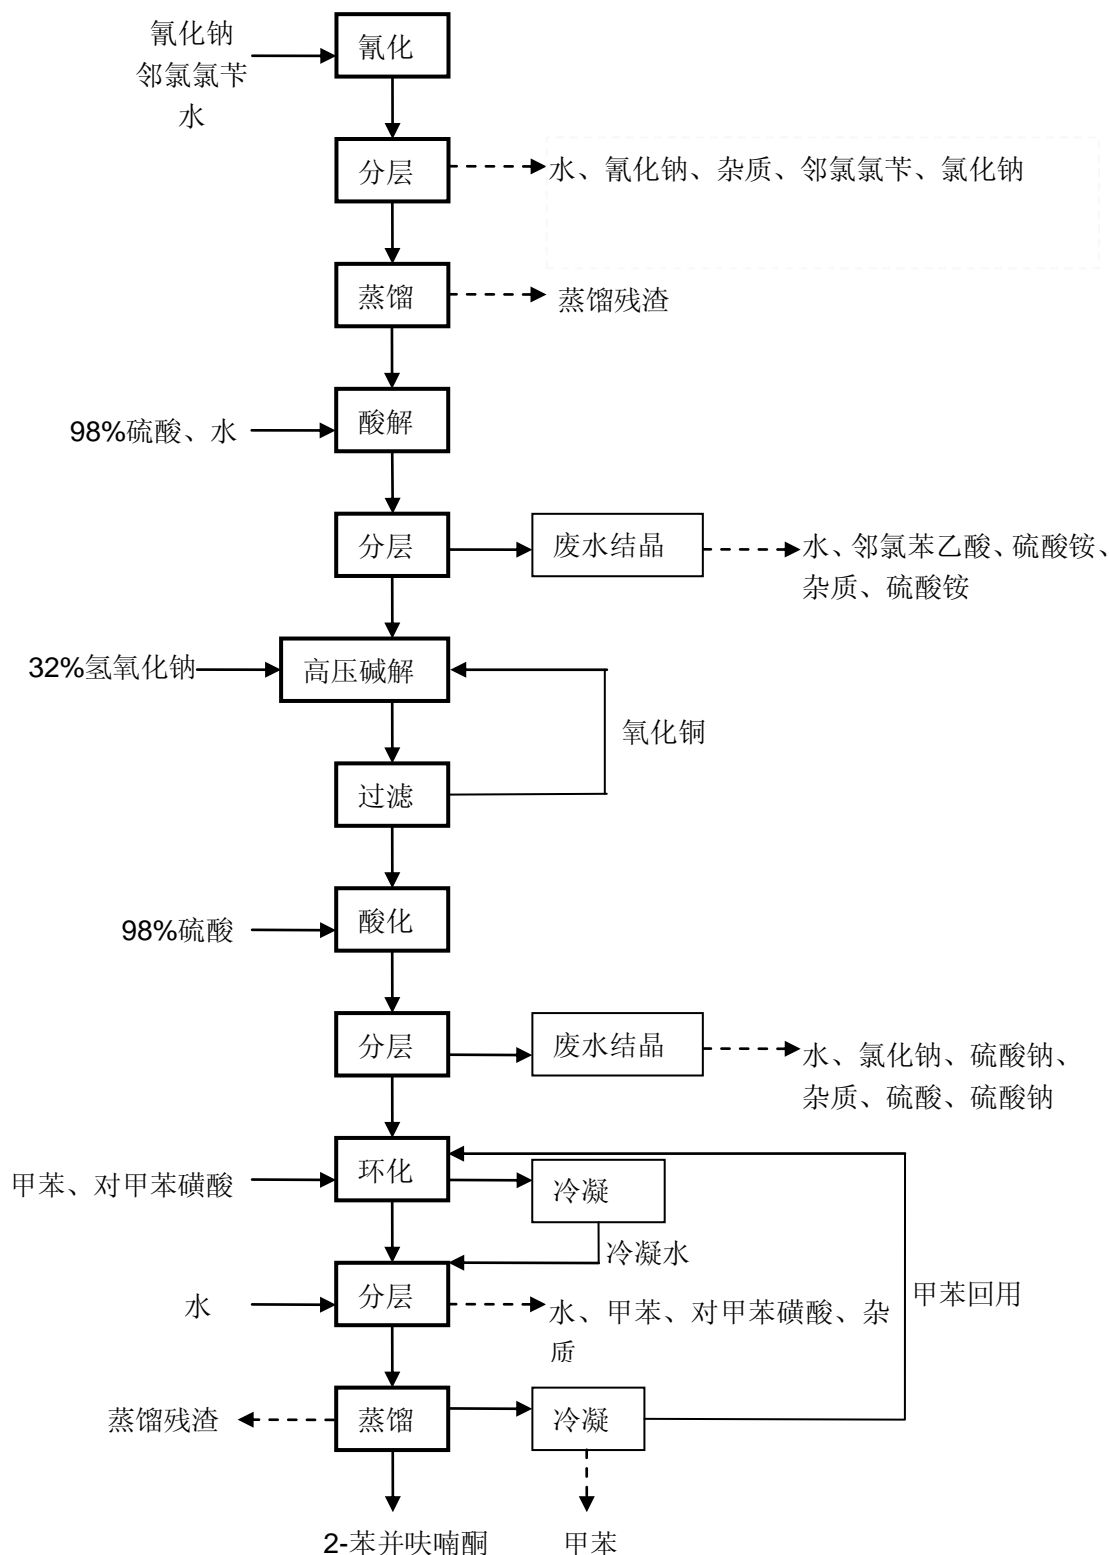 氰化钠
邻氯氯苄
水
氰化
分层
水、氰化钠、杂质、邻氯氯苄、氯化钠
蒸馏
蒸馏残渣
98%硫酸、水
酸解
分层
废水结晶
水、邻氯苯乙酸、硫酸铵、
杂质、硫酸铵
32%氢氧化钠
高压碱解
氧化铜
过滤
98%硫酸
酸化
分层
废水结晶
水、氯化钠、硫酸钠、
杂质、硫酸、硫酸钠
甲苯、对甲苯磺酸
环化
冷凝
冷凝水
甲苯回用
水
分层
水、甲苯、对甲苯磺酸、杂
质
蒸馏残渣
蒸馏
冷凝
2-苯并呋喃酮
甲苯